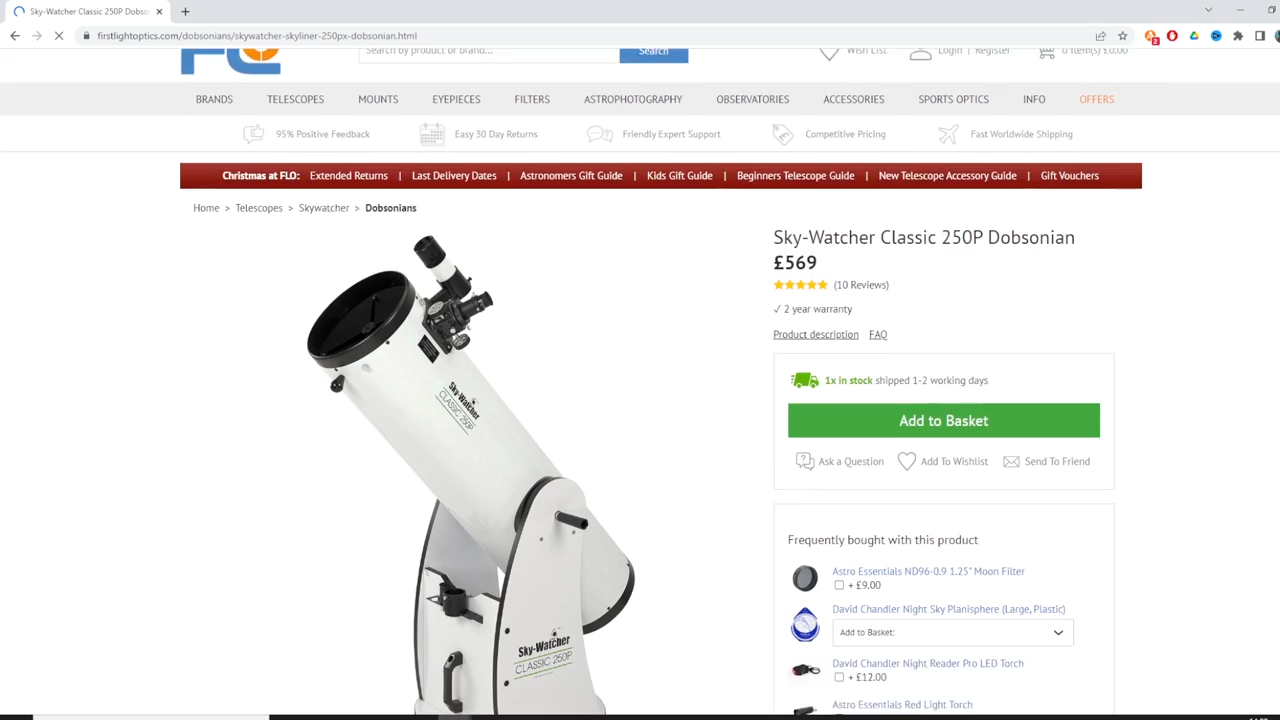 Sky-Watcher Classic 250P Dobso
firstlightoptics.com/dobsonians/skywatcher-skyliner-250px-dobsonian.html
2
FLO
Search by product or brand...
Search
Wish List
Login | Register
0 item(s) £0.00
BRANDS TELESCOPES MOUNTS EYEPIECES FILTERS ASTROPHOTOGRAPHY OBSERVATORIES ACCESSORIES SPORTS OPTICS INFO OFFERS
95% Positive Feedback Easy 30 Day Returns Friendly Expert Support Competitive Pricing Fast Worldwide Shipping
Christmas at FLO: Extended Returns | Last Delivery Dates | Astronomers Gift Guide | Kids Gift Guide | Beginners Telescope Guide | New Telescope Accessory Guide | Gift Vouchers
Home > Telescopes > Skywatcher > Dobsonians
Sky-Watcher
CLASSIC 250P
Sky-Watcher
CLASSIC 250P
Sky-Watcher Classic 250P Dobsonian
£569
(10 Reviews)
✓ 2 year warranty
Product description FAQ
1x in stock shipped 1-2 working days
Add to Basket
Ask a Question Add To Wishlist Send To Friend
Frequently bought with this product
Astro Essentials ND96-0.9 1.25" Moon Filter
+ £9.00
David Chandler Night Sky Planisphere (Large, Plastic)
Add to Basket:
David Chandler Night Reader Pro LED Torch
+ £12.00
Astro Essentials Red Light Torch